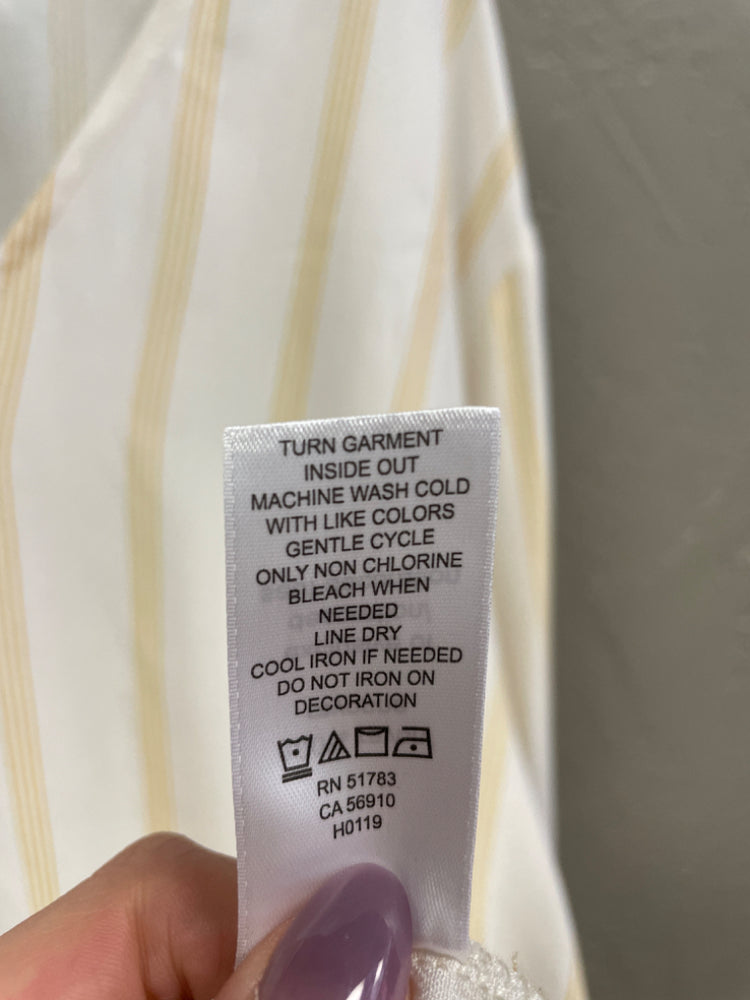 TURN GARMENT
INSIDE OUT
MACHINE WASH COLD
WITH LIKE COLORS
GENTLE CYCLE
ONLY NON CHLORINE
BLEACH WHEN
NEEDED
LINE DRY
COOL IRON IF NEEDED
DO NOT IRON ON
DECORATION
RN 51783
CA 56910
H0119